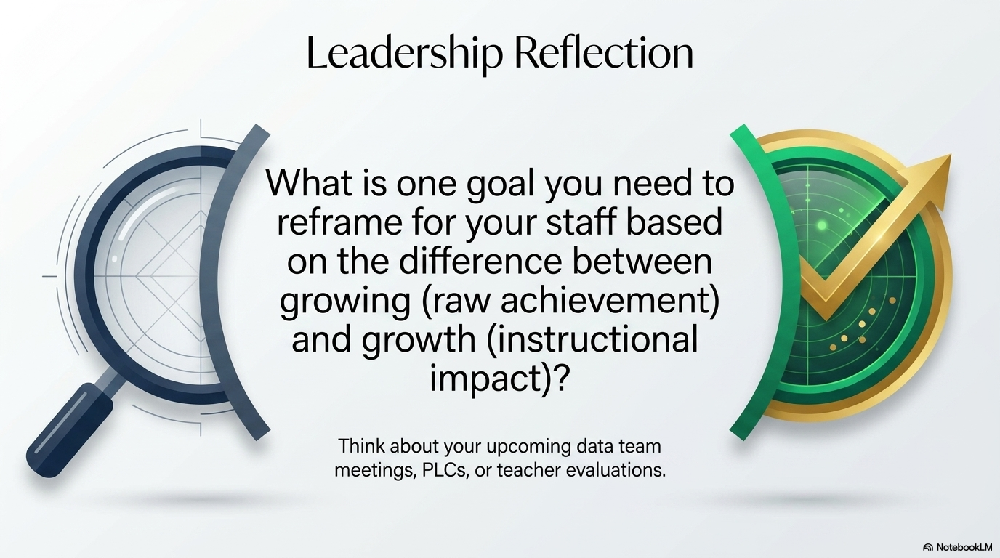 Leadership Reflection
What is one goal you need to
reframe for your staff based
on the difference between
growing (raw achievement)
and growth (instructional
impact)?
Think about your upcoming data team
meetings, PLCs, or teacher evaluations.
NotebookLM